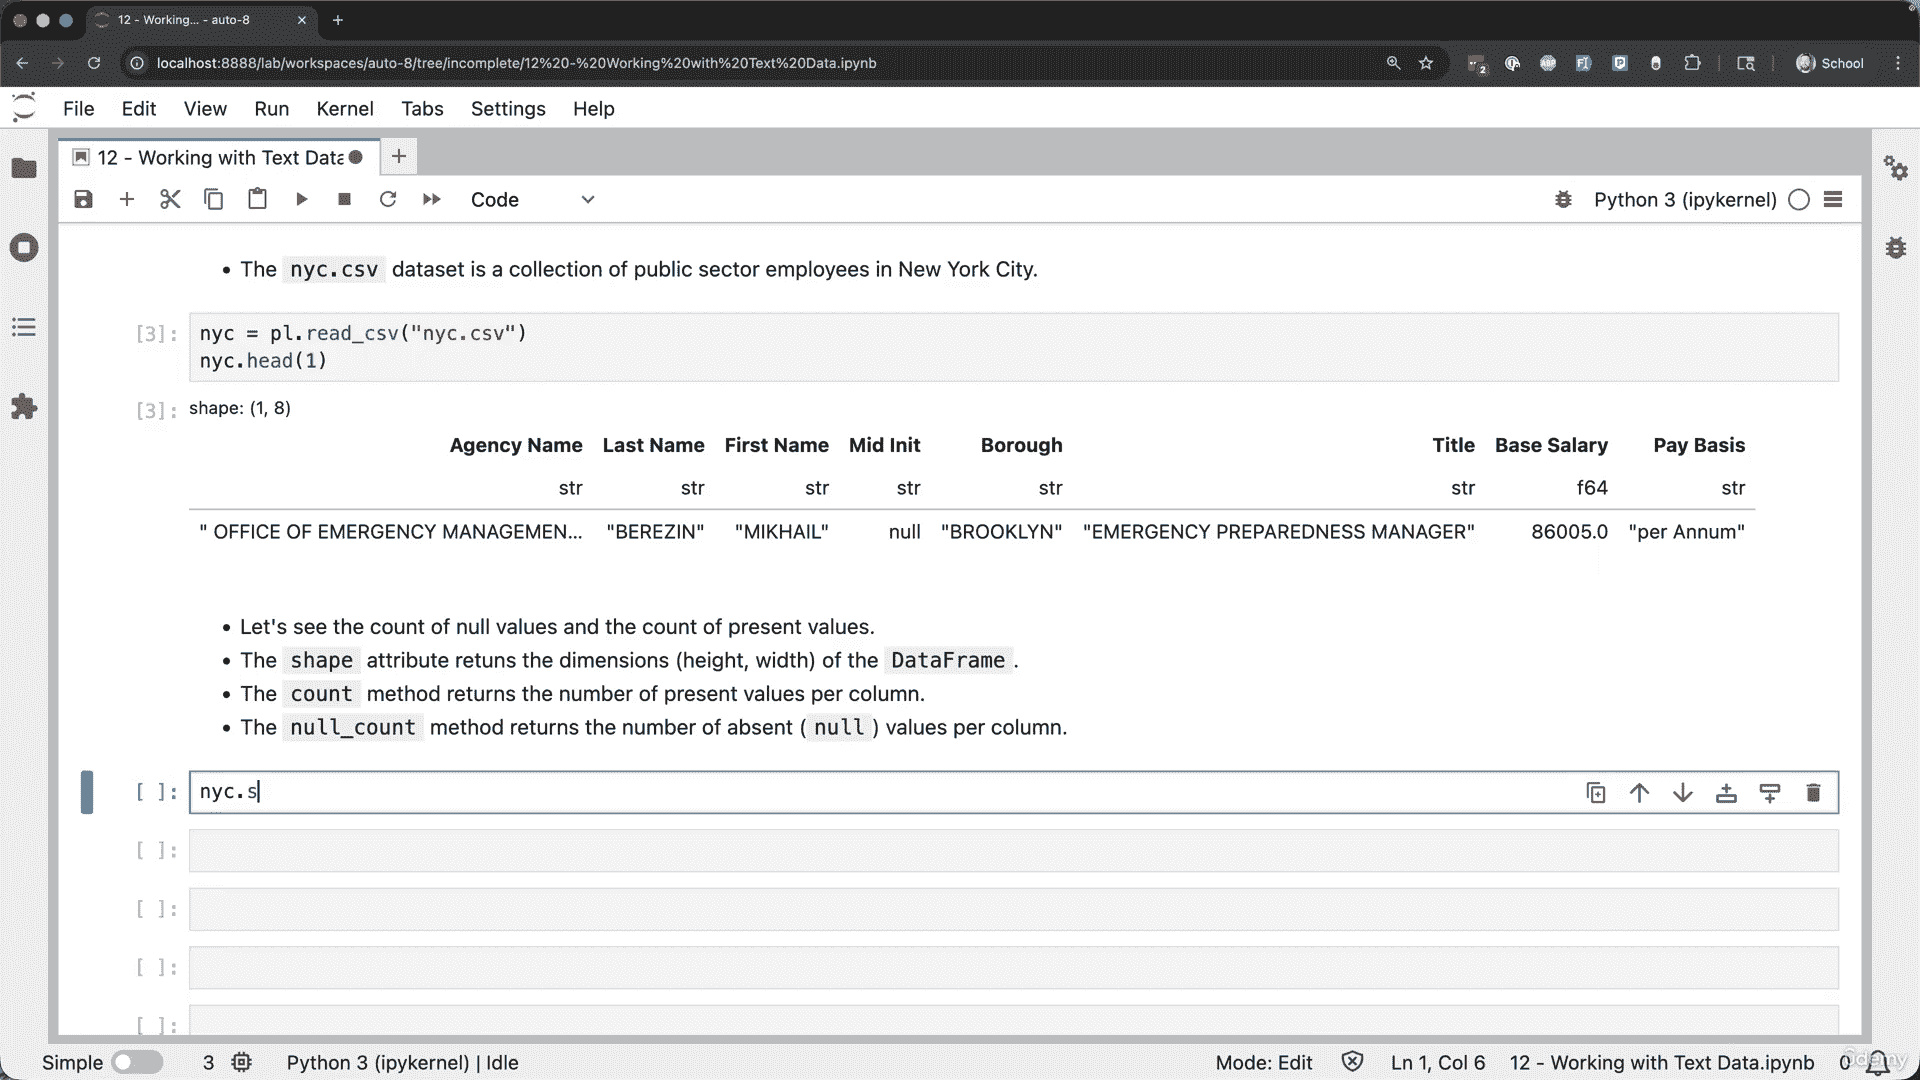 12 - Working... - auto-8
localhost:8888/lab/workspaces/auto-8/tree/incomplete/12%20-%20Working%20with%20Text%20Data.ipynb
2
School
File Edit View Run Kernel Tabs Settings Help
12 - Working with Text Data
Code
Python 3 (ipykernel)
• The nyc.csv dataset is a collection of public sector employees in New York City.
[3]: nyc = pl.read_csv("nyc.csv")
nyc.head(1)
[3]: shape: (1, 8)
Agency Name Last Name First Name Mid Init Borough Title Base Salary Pay Basis
str str str str str str f64 str
" OFFICE OF EMERGENCY MANAGEMEN... "BEREZIN" "MIKHAIL" null "BROOKLYN" "EMERGENCY PREPAREDNESS MANAGER" 86005.0 "per Annum"
• Let's see the count of null values and the count of present values.
• The shape attribute retuns the dimensions (height, width) of the DataFrame.
• The count method returns the number of present values per column.
• The null_count method returns the number of absent (null) values per column.
[ ]: nyc.s
[ ]:
[ ]:
[ ]:
[ ]:
Simple 3 Python 3 (ipykernel) | Idle Mode: Edit Ln 1, Col 6 12 - Working with Text Data.ipynb 0
Udemy